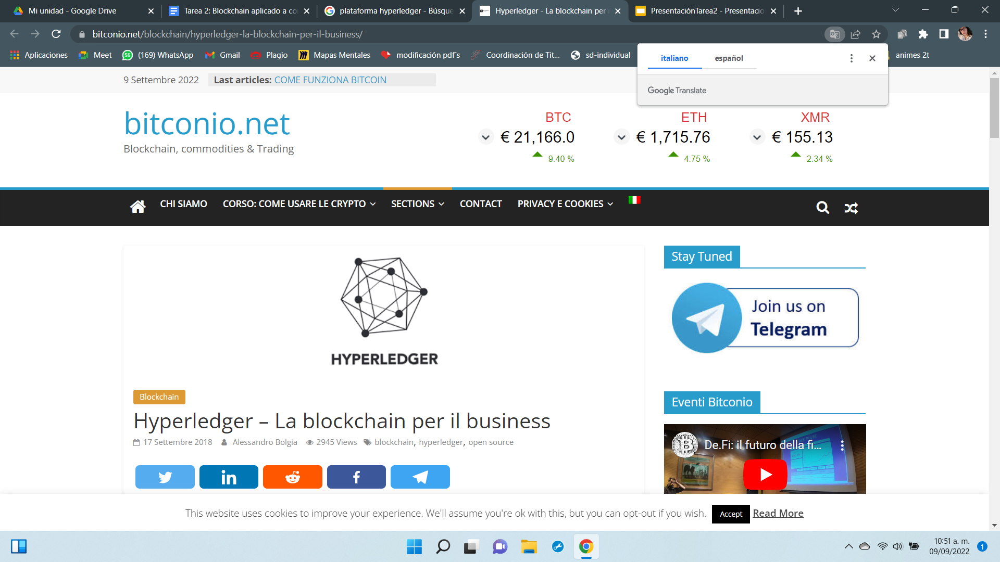 Mi unidad - Google Drive
Tarea 2: Blockchain aplicado a co
plataforma hyperledger - Búsque
Hyperledger - La blockchain per i
PresentaciónTarea2 - Presentacio
bitconio.net/blockchain/hyperledger-la-blockchain-per-il-business/
Aplicaciones
Meet
56
(169) WhatsApp
Gmail
Plagio
Mapas Mentales
modificación pdf´s
Coordinación de Tit...
sd-individual
animes 2t
italiano
español
Google Translate
9 Settembre 2022
Last articles: COME FUNZIONA BITCOIN
bitconio.net
Blockchain, commodities & Trading
BTC
€ 21,166.0
9.40 %
ETH
€ 1,715.76
4.75 %
XMR
€ 155.13
2.34 %
CHI SIAMO
CORSO: COME USARE LE CRYPTO
SECTIONS
CONTACT
PRIVACY E COOKIES
HYPERLEDGER
Blockchain
Hyperledger – La blockchain per il business
17 Settembre 2018
Alessandro Bolgia
2945 Views
blockchain, hyperledger, open source
Stay Tuned
Join us on
Telegram
Eventi Bitconio
De.Fi: il futuro della fi...
This website uses cookies to improve your experience. We'll assume you're ok with this, but you can opt-out if you wish.
Accept
Read More
10:51 a. m.
09/09/2022
1